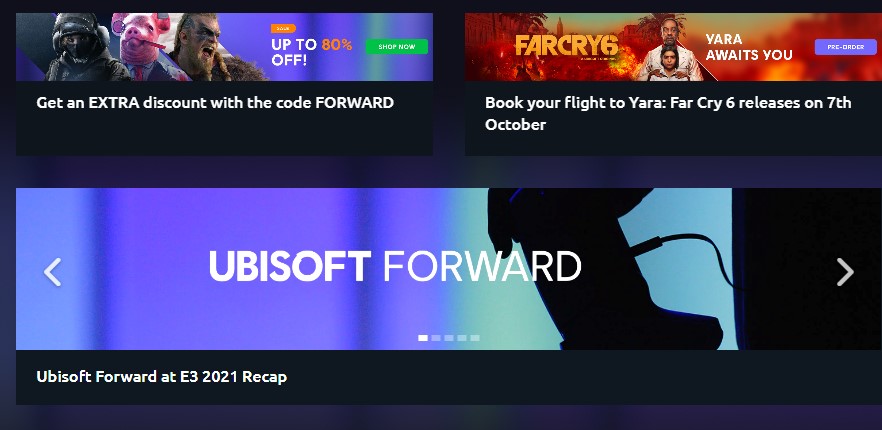 SALE
UP TO 80%
OFF!
SHOP NOW
Get an EXTRA discount with the code FORWARD
FARCRY6
YARA
AWAITS YOU
PRE-ORDER
Book your flight to Yara: Far Cry 6 releases on 7th
October
UBISOFT FORWARD
Ubisoft Forward at E3 2021 Recap